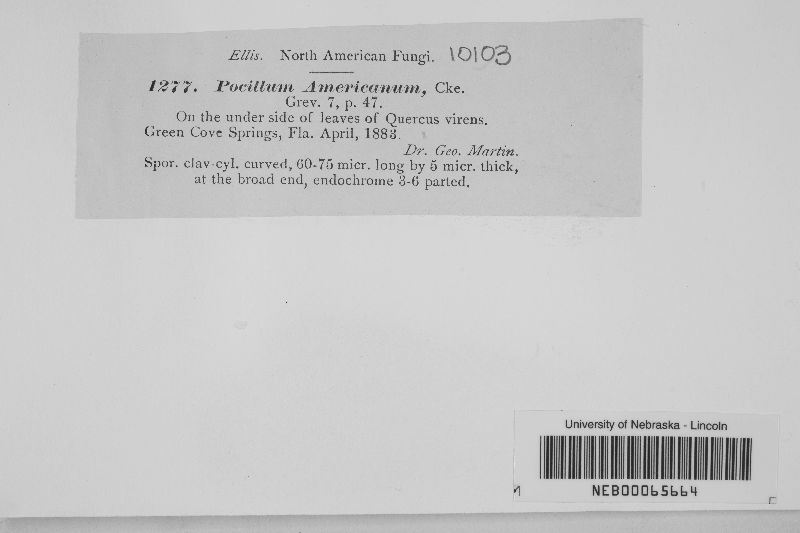 Ellis. North American Fungi. 10103
1277. Pocillum Americanum, Cke.
Grev. 7, p. 47.
On the under side of leaves of Quercus virens.
Green Cove Springs, Fla. April, 1883.
Dr. Geo. Martin.
Spor. clav-cyl. curved, 60-75 micr. long by 5 micr. thick,
at the broad end, endochrome 3-6 parted.
University of Nebraska - Lincoln
NEB00065664